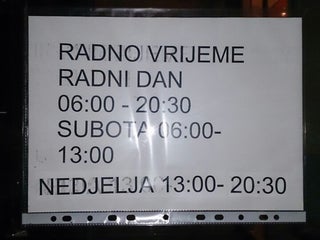 RADNO VRIJEME
RADNI DAN
06:00 - 20:30
SUBOTA 06:00-
13:00
NEDJELJA 13:00- 20:30